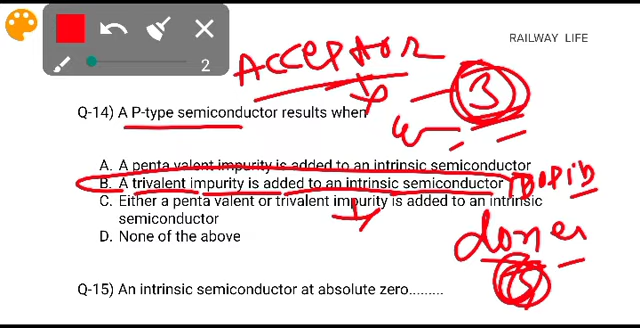 RAILWAY LIFE
2
Acceptor
3
Q-14) A P-type semiconductor results when
A. A penta valent impurity is added to an intrinsic semiconductor
B. A trivalent impurity is added to an intrinsic semiconductor
C. Either a penta valent or trivalent impurity is added to an intrinsic
semiconductor
D. None of the above
5
Q-15) An intrinsic semiconductor at absolute zero.........